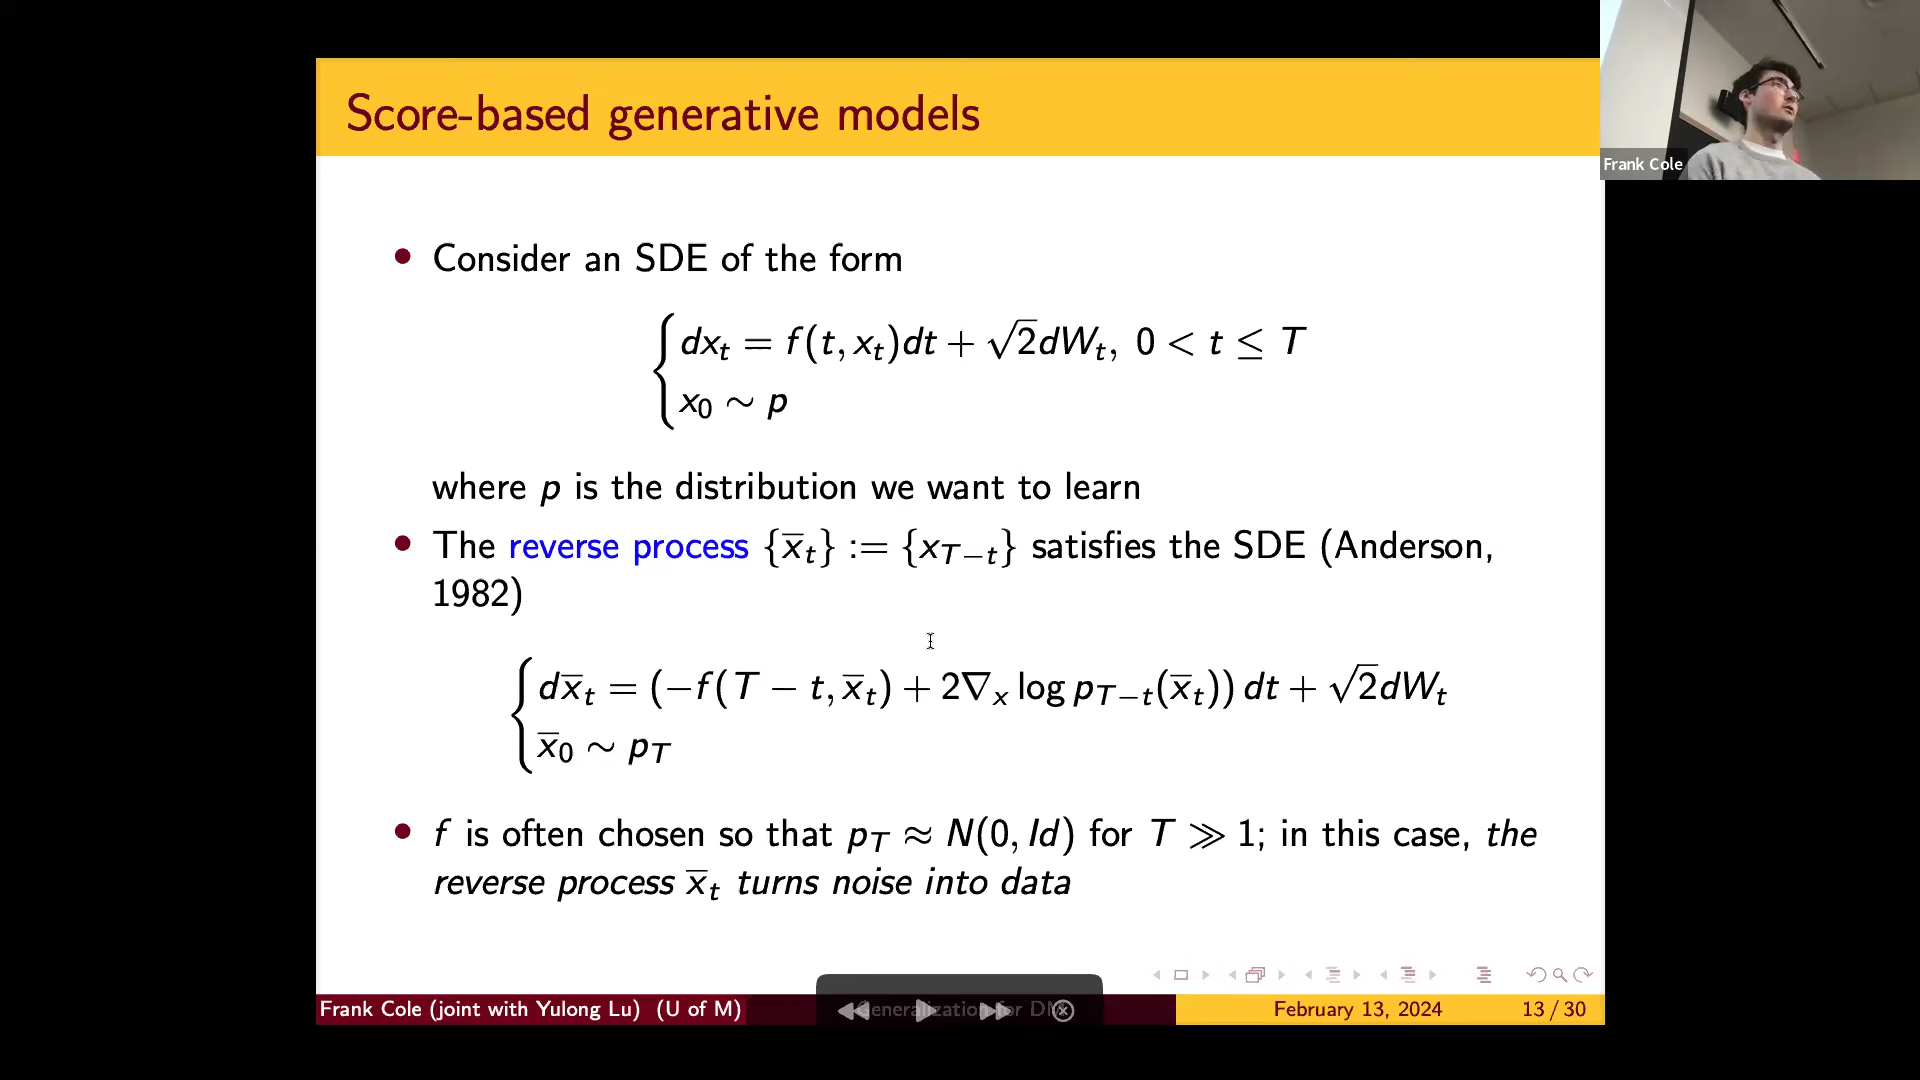 Score-based generative models
Frank Cole
• Consider an SDE of the form
dx_t = f(t, x_t)dt + √2dW_t, 0 < t ≤ T
x_0 ∼ p
where p is the distribution we want to learn
• The reverse process {x̅_t} := {x_{T−t}} satisfies the SDE (Anderson,
1982)
dx̅_t = (−f(T − t, x̅_t) + 2∇_x log p_{T−t}(x̅_t)) dt + √2dW_t
x̅_0 ∼ p_T
• f is often chosen so that p_T ≈ N(0, Id) for T ≫ 1; in this case, the
reverse process x̅_t turns noise into data
Frank Cole (joint with Yulong Lu) (U of M) Generalization for DM February 13, 2024 13 / 30